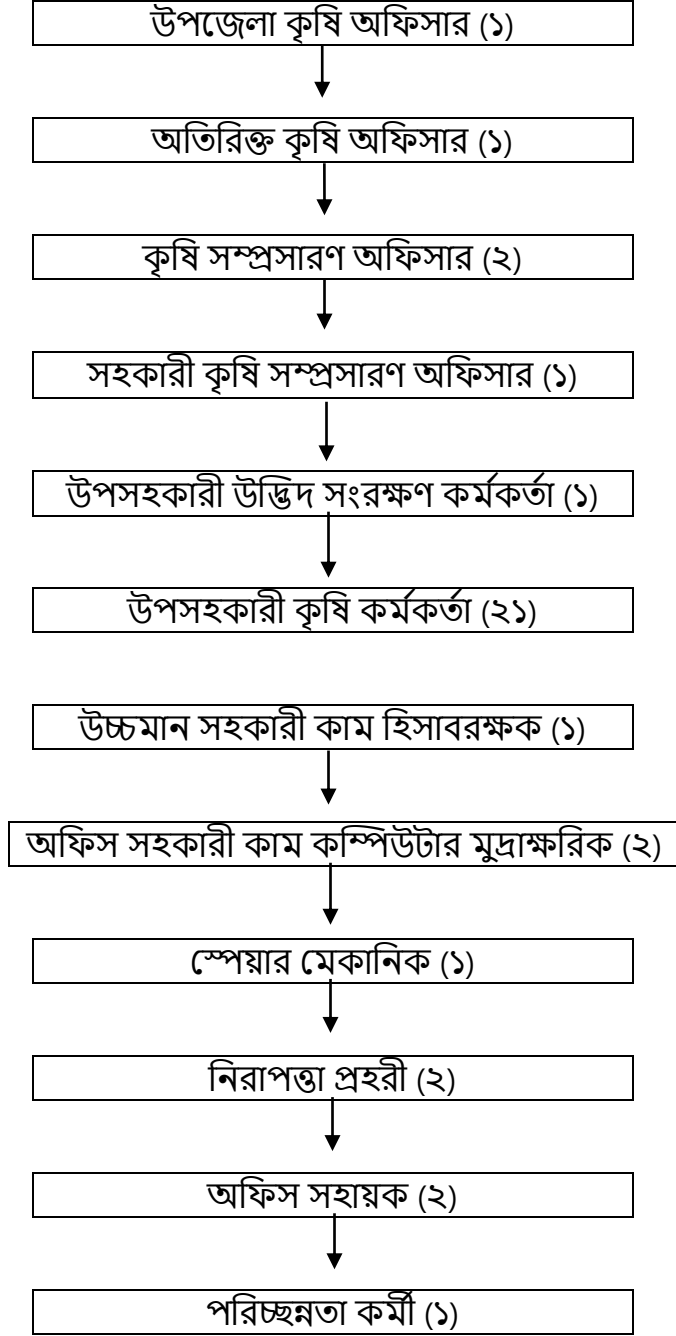 উপজেলা কৃষি অফিসার (১)
অতিরিক্ত কৃষি অফিসার (১)
কৃষি সম্প্রসারণ অফিসার (২)
সহকারী কৃষি সম্প্রসারণ অফিসার (১)
উপসহকারী উদ্ভিদ সংরক্ষণ কর্মকর্তা (১)
উপসহকারী কৃষি কর্মকর্তা (২১)
উচ্চমান সহকারী কাম হিসাবরক্ষক (১)
অফিস সহকারী কাম কম্পিউটার মুদ্রাক্ষরিক (২)
স্পেয়ার মেকানিক (১)
নিরাপত্তা প্রহরী (২)
অফিস সহায়ক (২)
পরিচ্ছন্নতা কর্মী (১)